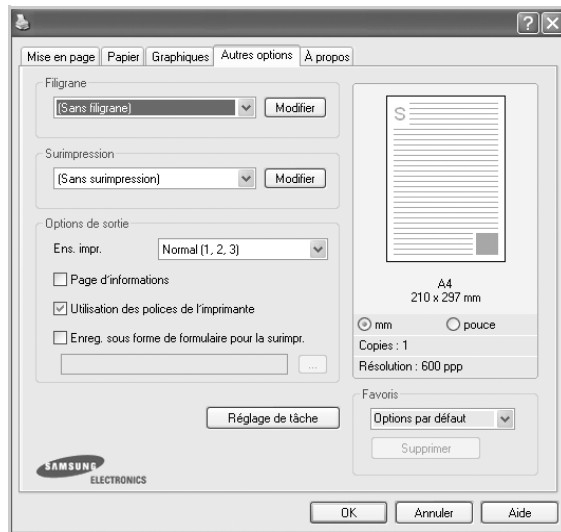 Mise en page Papier Graphiques Autres options À propos
Filigrane
(Sans filigrane) Modifier
Surimpression
(Sans surimpression) Modifier
Options de sortie
Ens. impr. Normal (1, 2, 3)
Page d'informations
Utilisation des polices de l'imprimante
Enreg. sous forme de formulaire pour la surimpr.
...
Réglage de tâche
SAMSUNG
ELECTRONICS
S
A4
210 x 297 mm
mm pouce
Copies : 1
Résolution : 600 ppp
Favoris
Options par défaut
Supprimer
OK Annuler Aide